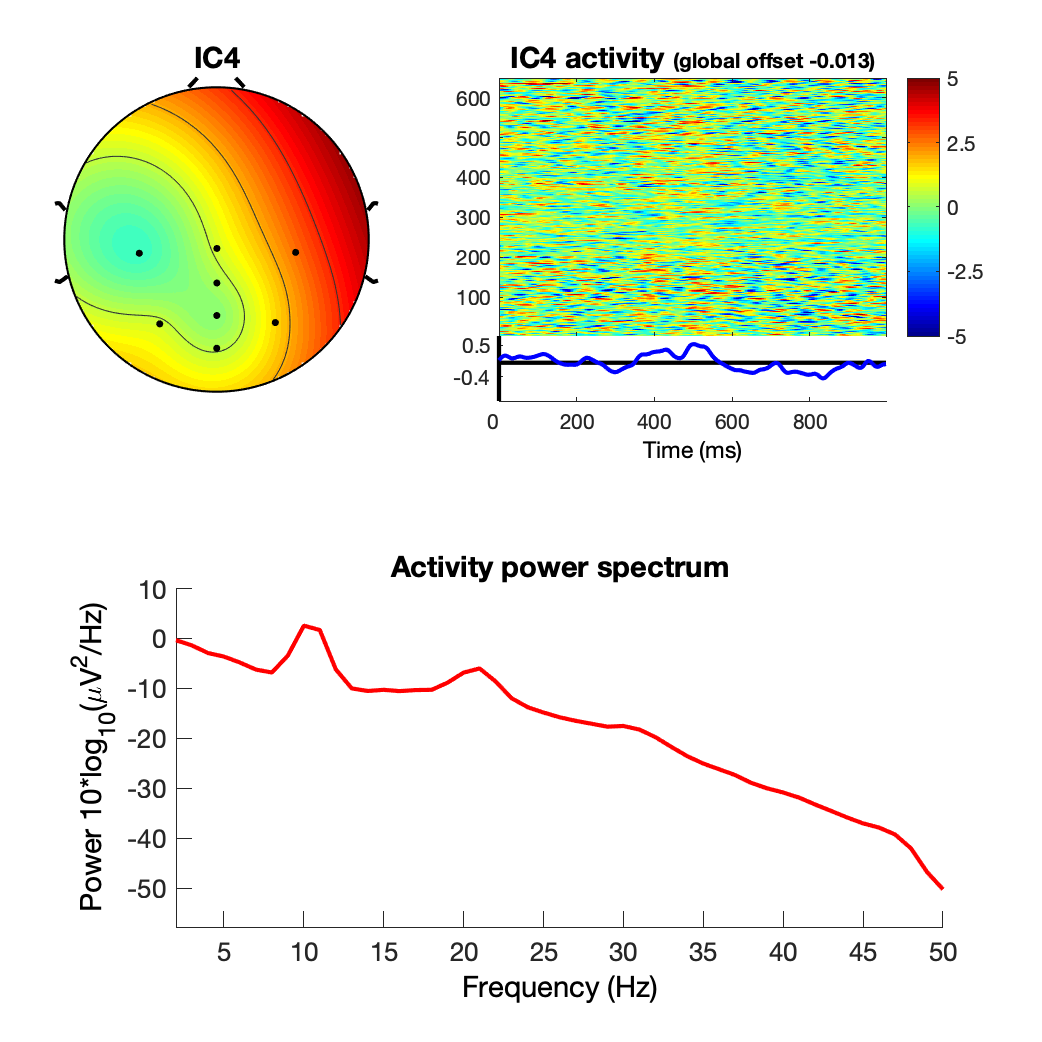 IC4
IC4 activity (global offset -0.013)
600
500
400
300
200
100
5
2.5
0
-2.5
-5
0.5
-0.4
0 200 400 600 800
Time (ms)
Activity power spectrum
10
0
-10
-20
-30
-40
-50
Power 10*log10(μV2/Hz)
5 10 15 20 25 30 35 40 45 50
Frequency (Hz)